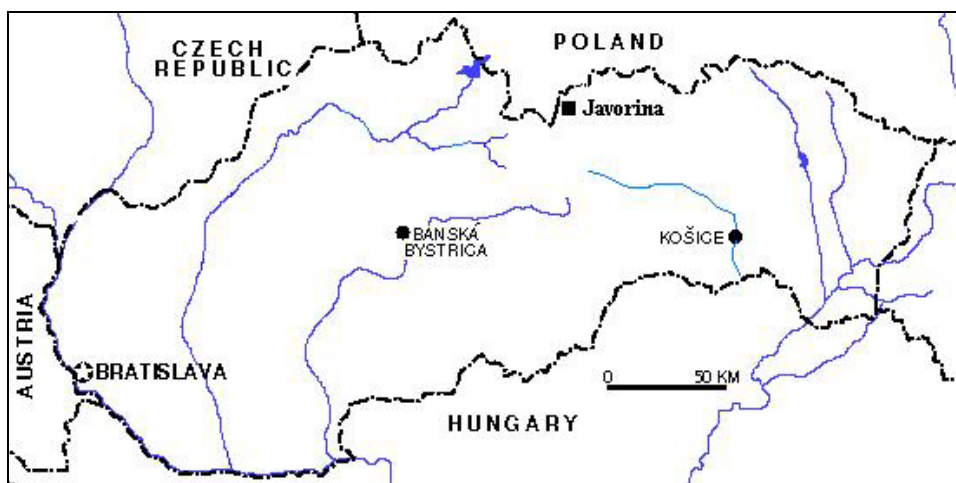 CZECH
REPUBLIC
POLAND
Javorina
BANSKÁ
BYSTRICA
KOŠICE
AUSTRIA
BRATISLAVA
0 50 KM
HUNGARY